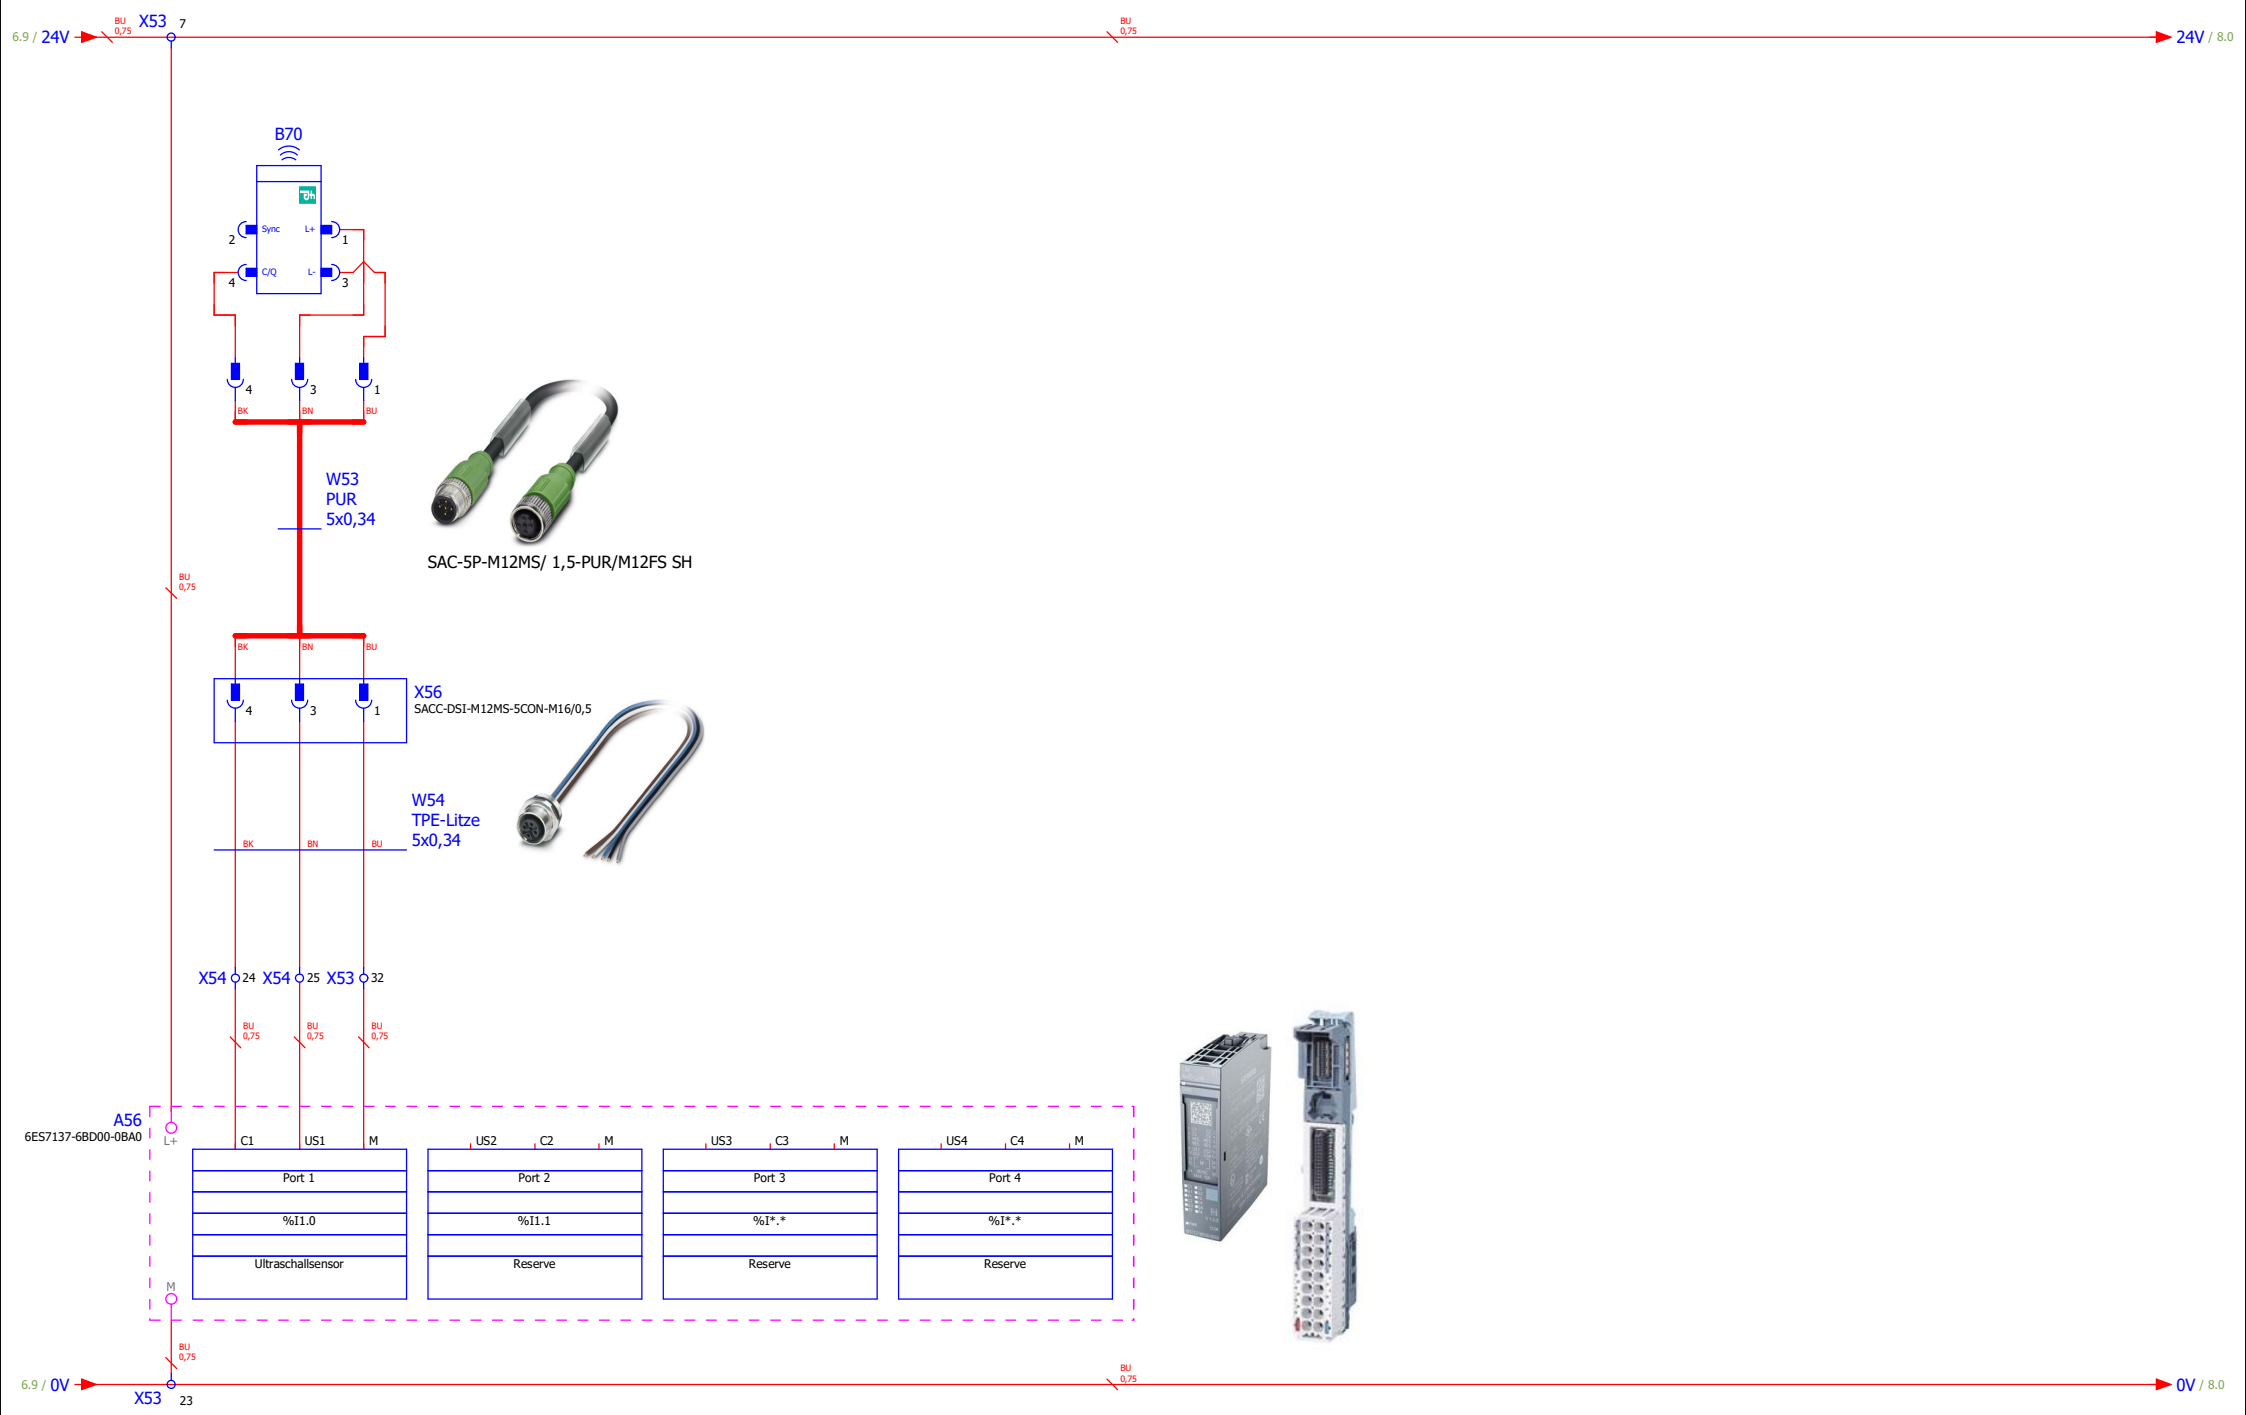 6.9 / 24V
BU
0,75
X53 7
BU
0,75
24V / 8.0
B70
2 Sync L+ 1
4 C/Q L- 3
4 3 1
BK BN BU
W53
PUR
5x0,34
SAC-5P-M12MS/ 1,5-PUR/M12FS SH
BU
0,75
BK BN BU
4 3 1
X56
SACC-DSI-M12MS-5CON-M16/0,5
W54
TPE-Litze
5x0,34
BK BN BU
X54 24 X54 25 X53 32
BU BU BU
0,75 0,75 0,75
A56
6ES7137-6BD00-0BA0
L+
C1 US1 M US2 C2 M US3 C3 M US4 C4 M
Port 1 Port 2 Port 3 Port 4
%I1.0 %I1.1 %I*.* %I*.*
Ultraschallsensor Reserve Reserve Reserve
M
BU
0,75
6.9 / 0V
X53 23
BU
0,75
0V / 8.0